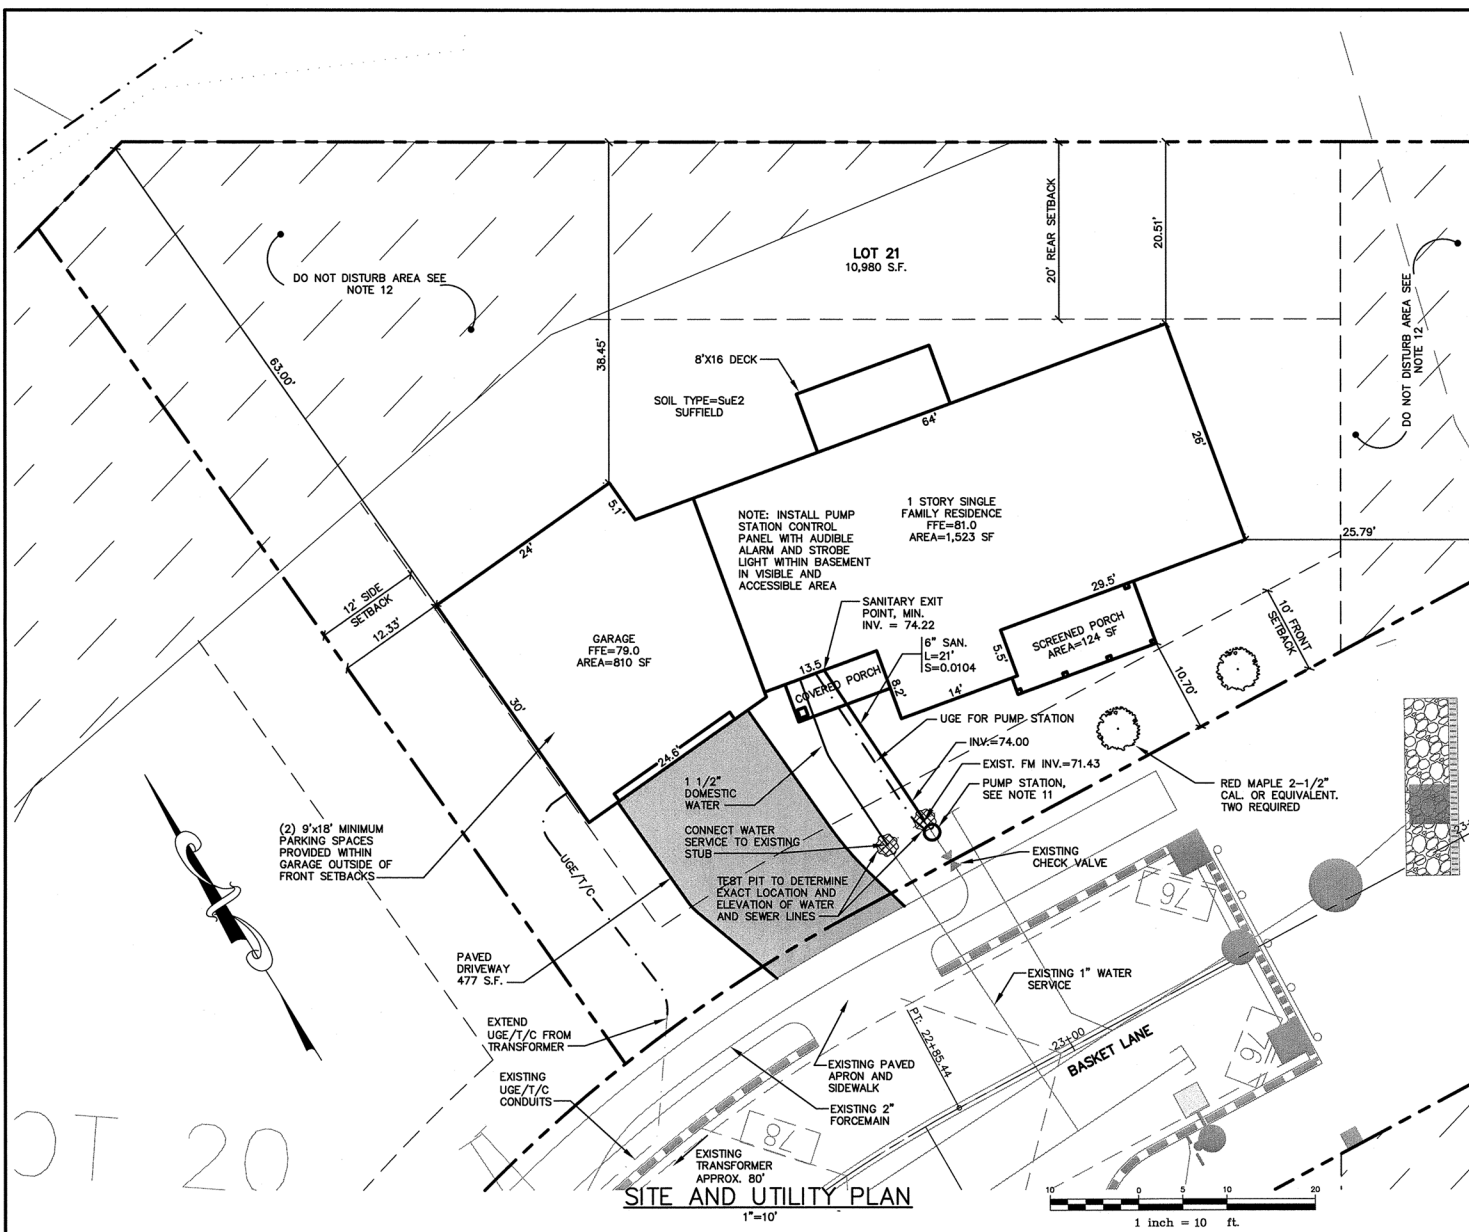 LOT 21
10,980 S.F.
20' REAR SETBACK
20.51'
DO NOT DISTURB AREA SEE
NOTE 12
DO NOT DISTURB AREA SEE
NOTE 12
63.00'
38.45'
8'X16 DECK
SOIL TYPE=SuE2
SUFFIELD
64'
26'
5.1'
24'
NOTE: INSTALL PUMP
STATION CONTROL
PANEL WITH AUDIBLE
ALARM AND STROBE
LIGHT WITHIN BASEMENT
IN VISIBLE AND
ACCESSIBLE AREA
1 STORY SINGLE
FAMILY RESIDENCE
FFE=81.0
AREA=1,523 SF
25.79'
12' SIDE
SETBACK
12.33'
SANITARY EXIT
POINT, MIN.
INV. = 74.22
29.5'
10' FRONT
SETBACK
GARAGE
FFE=79.0
AREA=810 SF
6" SAN.
L=21'
S=0.0104
SCREENED PORCH
AREA=124 SF
5.5'
13.5
COVERED PORCH
8.2'
14'
10.70'
30'
UGE FOR PUMP STATION
INV.=74.00
EXIST. FM INV.=71.43
PUMP STATION,
SEE NOTE 11
24.6'
1 1/2"
DOMESTIC
WATER
RED MAPLE 2-1/2"
CAL. OR EQUIVALENT.
TWO REQUIRED
(2) 9'x18' MINIMUM
PARKING SPACES
PROVIDED WITHIN
GARAGE OUTSIDE OF
FRONT SETBACKS
CONNECT WATER
SERVICE TO EXISTING
STUB
EXISTING
CHECK VALVE
UGE/T/C
TEST PIT TO DETERMINE
EXACT LOCATION AND
ELEVATION OF WATER
AND SEWER LINES
76
PAVED
DRIVEWAY
477 S.F.
EXISTING 1" WATER
SERVICE
EXTEND
UGE/T/C FROM
TRANSFORMER
PT: 22+85.44
23+00
BASKET LANE
76
EXISTING PAVED
APRON AND
SIDEWALK
EXISTING
UGE/T/C
CONDUITS
EXISTING 2"
FORCEMAIN
78
OT 20
EXISTING
TRANSFORMER
APPROX. 80'
SITE AND UTILITY PLAN
1"=10'
10 0 5 10 20
1 inch = 10 ft.